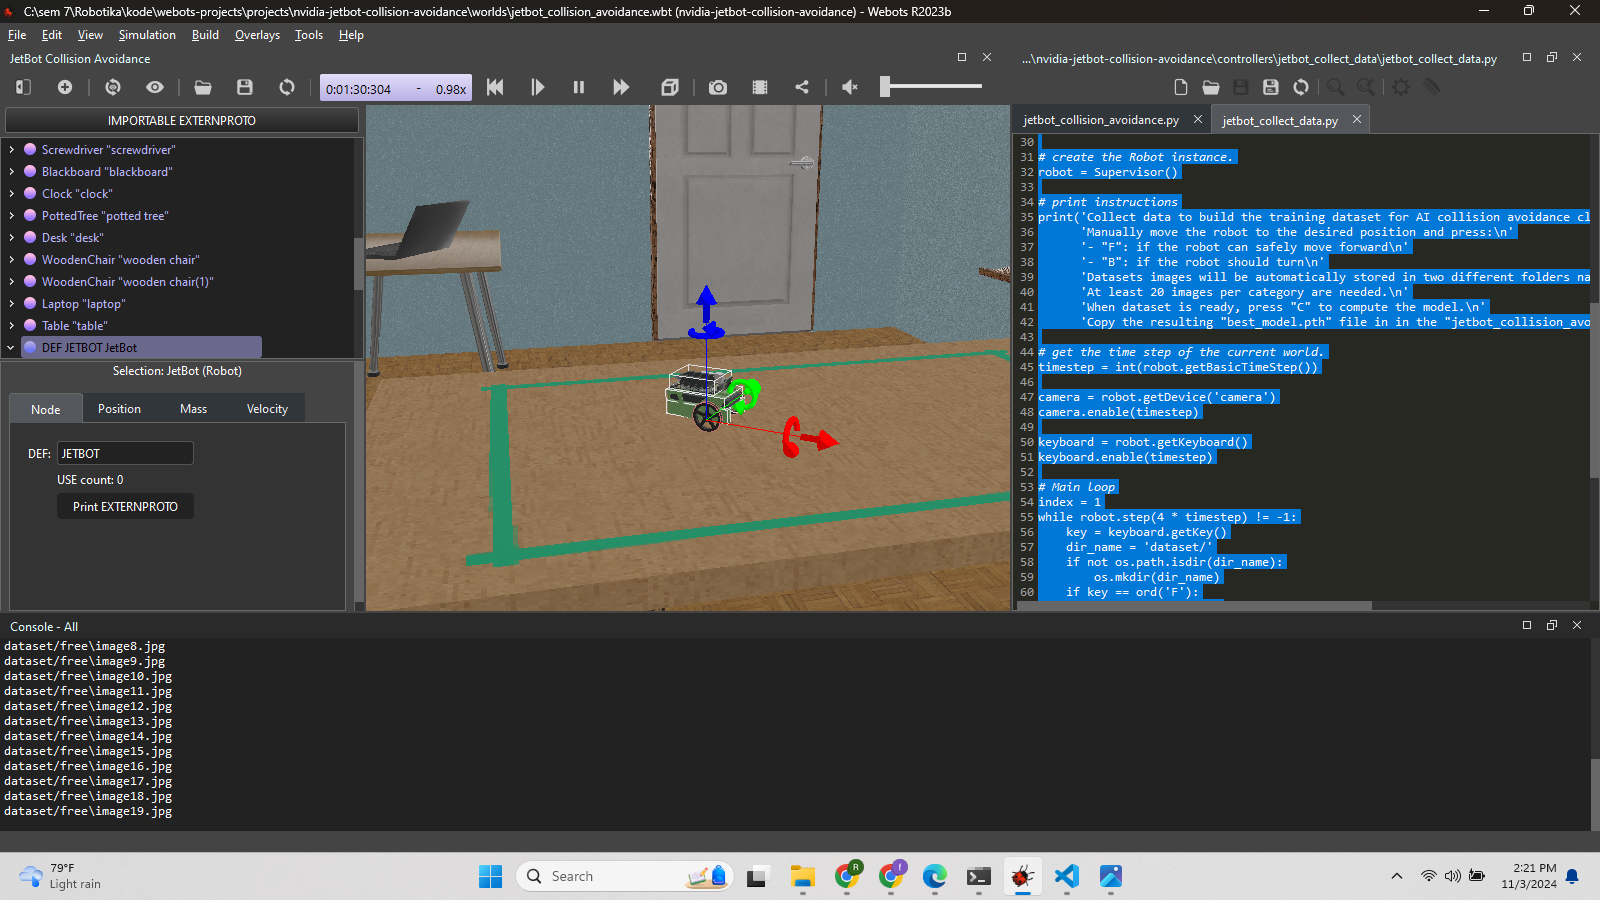 C:\sem 7\Robotika\kode\webots-projects\projects\nvidia-jetbot-collision-avoidance\worlds\jetbot_collision_avoidance.wbt (nvidia-jetbot-collision-avoidance) - Webots R2023b
File Edit View Simulation Build Overlays Tools Help
JetBot Collision Avoidance
0:01:30:304 - 0.98x
IMPORTABLE EXTERNPROTO
Screwdriver "screwdriver"
Blackboard "blackboard"
Clock "clock"
PottedTree "potted tree"
Desk "desk"
WoodenChair "wooden chair"
WoodenChair "wooden chair(1)"
Laptop "laptop"
Table "table"
DEF JETBOT JetBot
Selection: JetBot (Robot)
Node Position Mass Velocity
DEF: JETBOT
USE count: 0
Print EXTERNPROTO
...\nvidia-jetbot-collision-avoidance\controllers\jetbot_collect_data\jetbot_collect_data.py
jetbot_collision_avoidance.py jetbot_collect_data.py
30
31 # create the Robot instance.
32 robot = Supervisor()
33
34 # print instructions
35 print('Collect data to build the training dataset for AI collision avoidance cl
36 'Manually move the robot to the desired position and press:\n'
37 '- "F": if the robot can safely move forward\n'
38 '- "B": if the robot should turn\n'
39 'Datasets images will be automatically stored in two different folders na
40 'At least 20 images per category are needed.\n'
41 'When dataset is ready, press "C" to compute the model.\n'
42 'Copy the resulting "best_model.pth" file in in the "jetbot_collision_avo
43
44 # get the time step of the current world.
45 timestep = int(robot.getBasicTimeStep())
46
47 camera = robot.getDevice('camera')
48 camera.enable(timestep)
49
50 keyboard = robot.getKeyboard()
51 keyboard.enable(timestep)
52
53 # Main loop
54 index = 1
55 while robot.step(4 * timestep) != -1:
56 key = keyboard.getKey()
57 dir_name = 'dataset/'
58 if not os.path.isdir(dir_name):
59 os.mkdir(dir_name)
60 if key == ord('F'):
Console - All
dataset/free\image8.jpg
dataset/free\image9.jpg
dataset/free\image10.jpg
dataset/free\image11.jpg
dataset/free\image12.jpg
dataset/free\image13.jpg
dataset/free\image14.jpg
dataset/free\image15.jpg
dataset/free\image16.jpg
dataset/free\image17.jpg
dataset/free\image18.jpg
dataset/free\image19.jpg
79°F
Light rain
Search
R
f
2:21 PM
11/3/2024